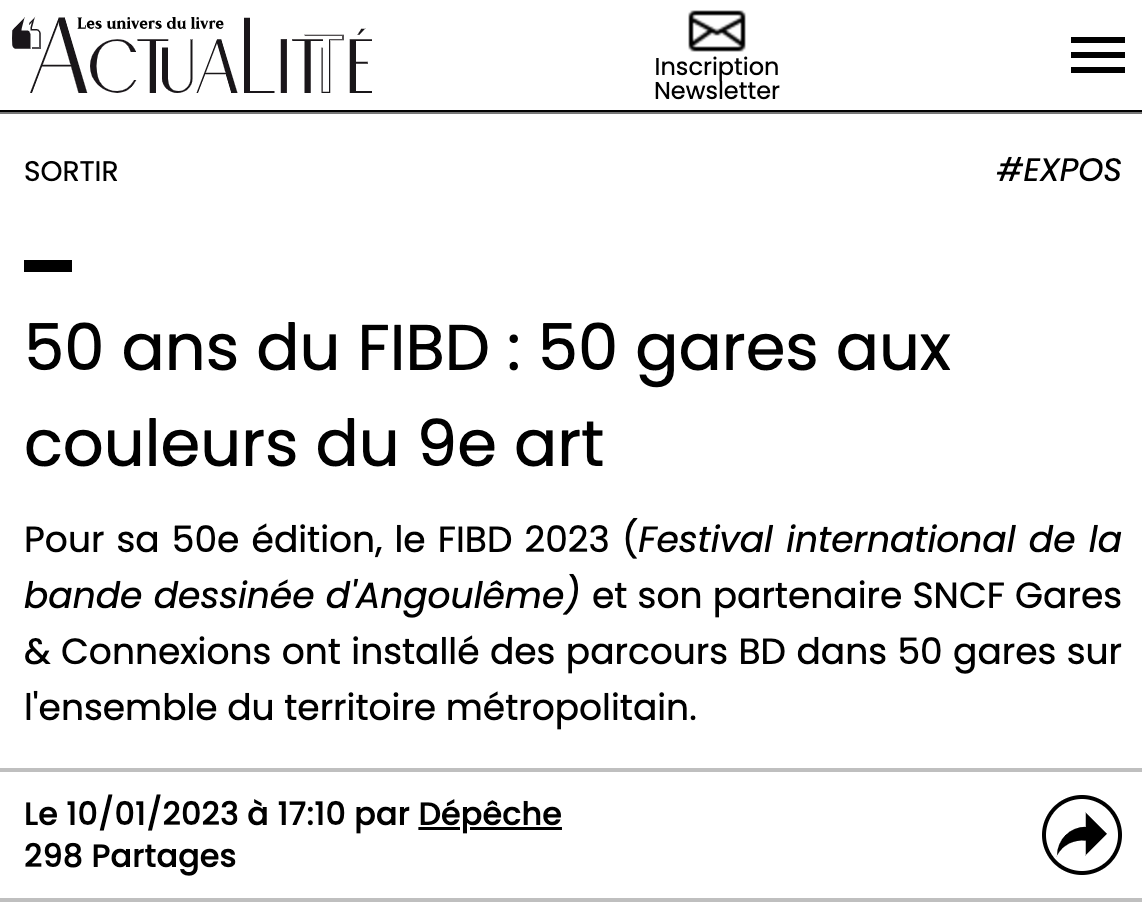 Les univers du livre
ACTUALITTÉ
Inscription
Newsletter
SORTIR
#EXPOS
50 ans du FIBD : 50 gares aux
couleurs du 9e art
Pour sa 50e édition, le FIBD 2023 (Festival international de la
bande dessinée d'Angoulême) et son partenaire SNCF Gares
& Connexions ont installé des parcours BD dans 50 gares sur
l'ensemble du territoire métropolitain.
Le 10/01/2023 à 17:10 par Dépêche
298 Partages